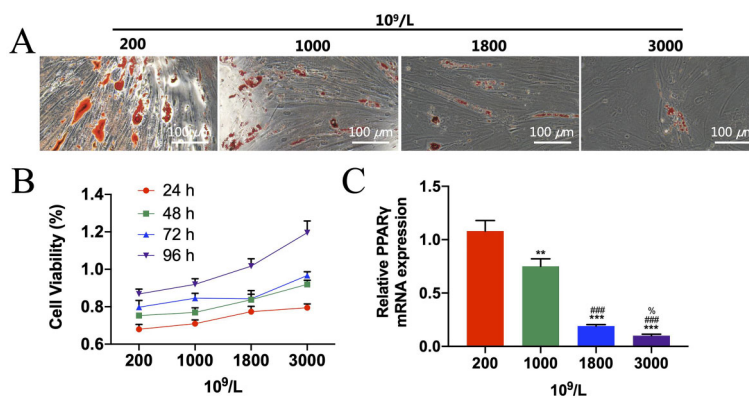 10⁹/L
A
200 1000 1800 3000
100 μm 100 μm 100 μm 100 μm
B
Cell Viability (%)
1.4
1.2
1.0
0.8
0.6
24 h
48 h
72 h
96 h
200 1000 1800 3000
10⁹/L
C
Relative PPARγ
mRNA expression
1.5
1.0
0.5
0.0
**
###
***
%
###
***
200 1000 1800 3000
10⁹/L